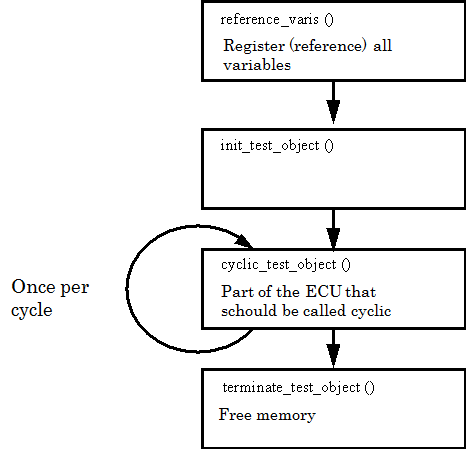 reference_varis ()
Register (reference) all
variables
init_test_object ()
cyclic_test_object ()
Part of the ECU that
schould be called cyclic
Once per
cycle
terminate_test_object ()
Free memory